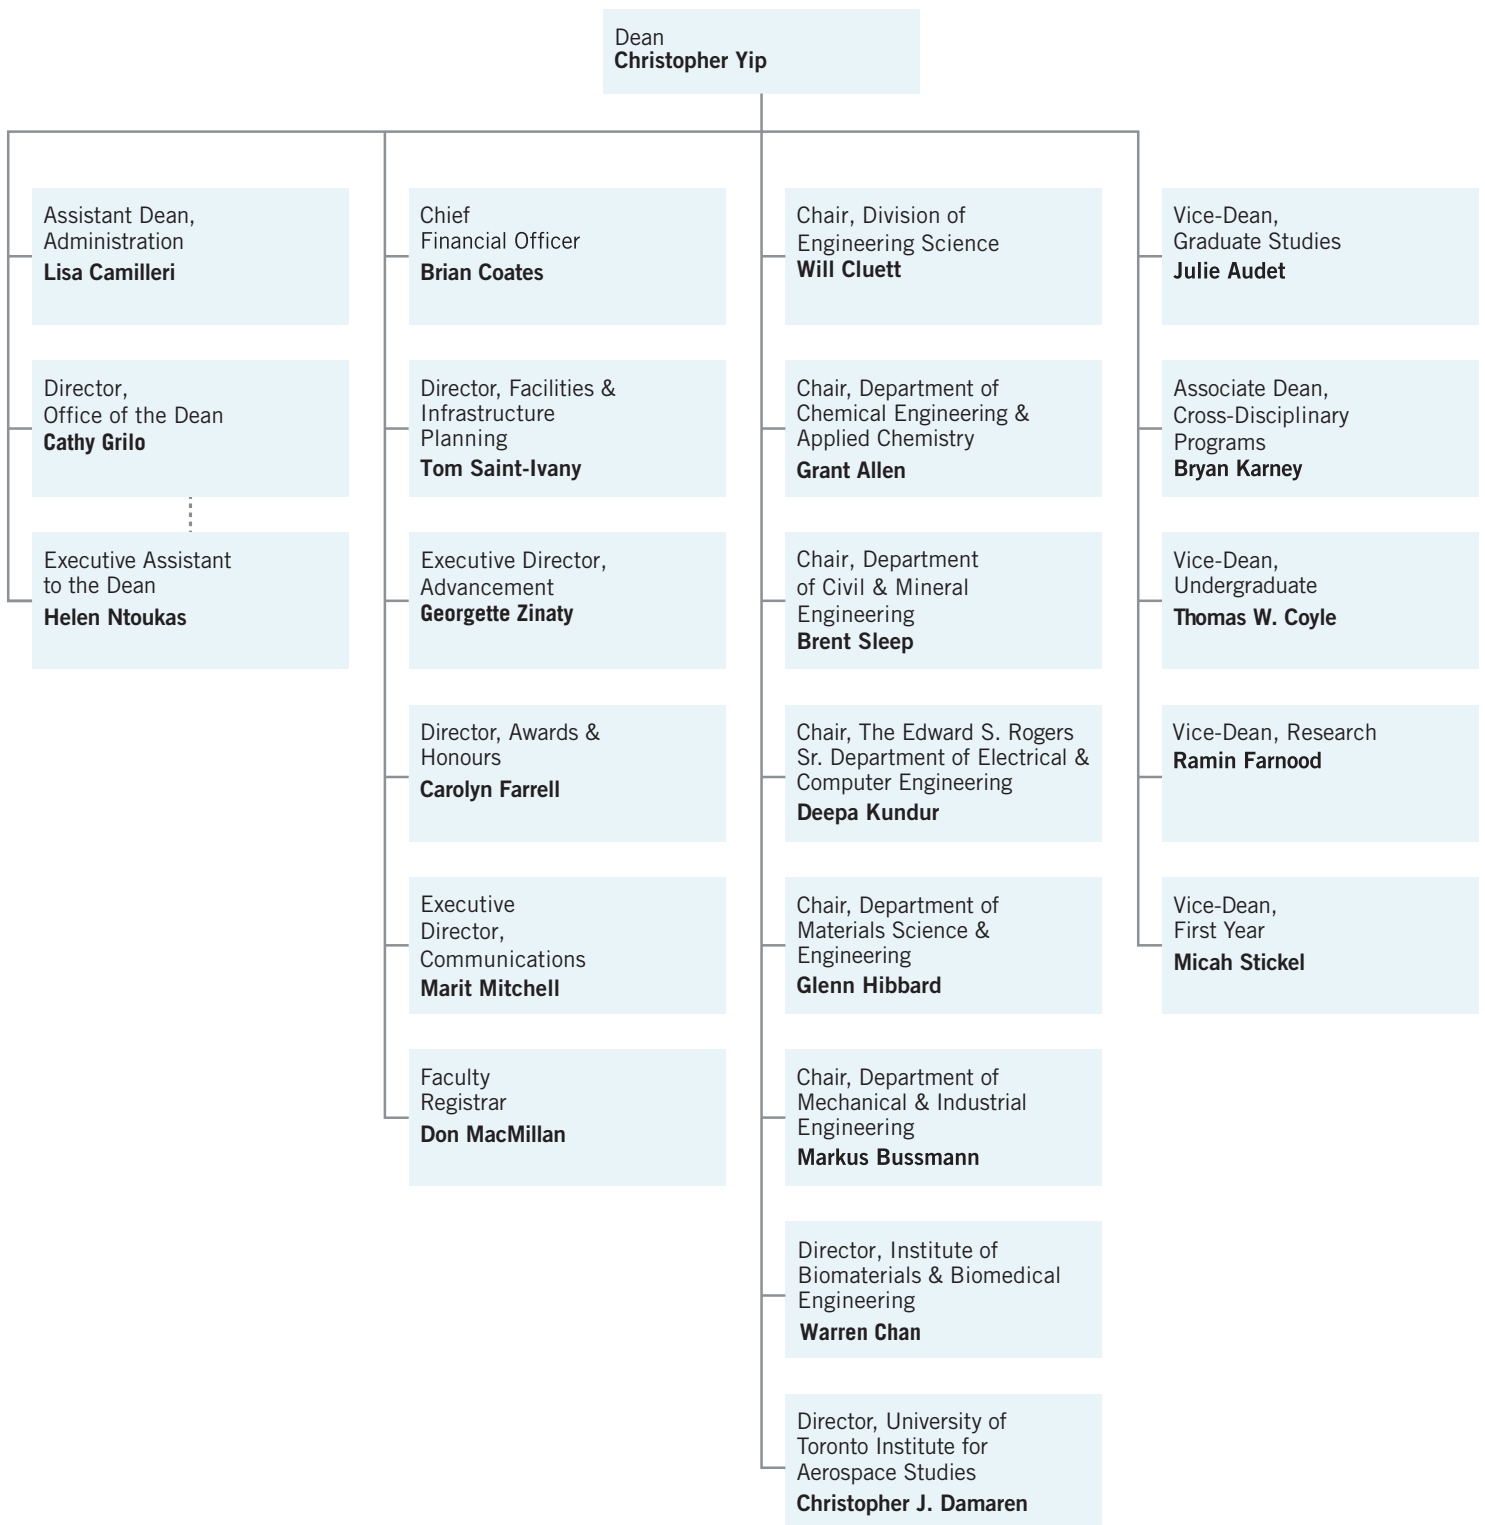 Dean
Christopher Yip
Assistant Dean,
Administration
Lisa Camilleri
Director,
Office of the Dean
Cathy Grilo
Executive Assistant
to the Dean
Helen Ntoukas
Chief
Financial Officer
Brian Coates
Director, Facilities &
Infrastructure
Planning
Tom Saint-Ivany
Executive Director,
Advancement
Georgette Zinaty
Director, Awards &
Honours
Carolyn Farrell
Executive
Director,
Communications
Marit Mitchell
Faculty
Registrar
Don MacMillan
Chair, Division of
Engineering Science
Will Cluett
Chair, Department of
Chemical Engineering &
Applied Chemistry
Grant Allen
Chair, Department
of Civil & Mineral
Engineering
Brent Sleep
Chair, The Edward S. Rogers
Sr. Department of Electrical &
Computer Engineering
Deepa Kundur
Chair, Department of
Materials Science &
Engineering
Glenn Hibbard
Chair, Department of
Mechanical & Industrial
Engineering
Markus Bussmann
Director, Institute of
Biomaterials & Biomedical
Engineering
Warren Chan
Director, University of
Toronto Institute for
Aerospace Studies
Christopher J. Damaren
Vice-Dean,
Graduate Studies
Julie Audet
Associate Dean,
Cross-Disciplinary
Programs
Bryan Karney
Vice-Dean,
Undergraduate
Thomas W. Coyle
Vice-Dean, Research
Ramin Farnood
Vice-Dean,
First Year
Micah Stickel